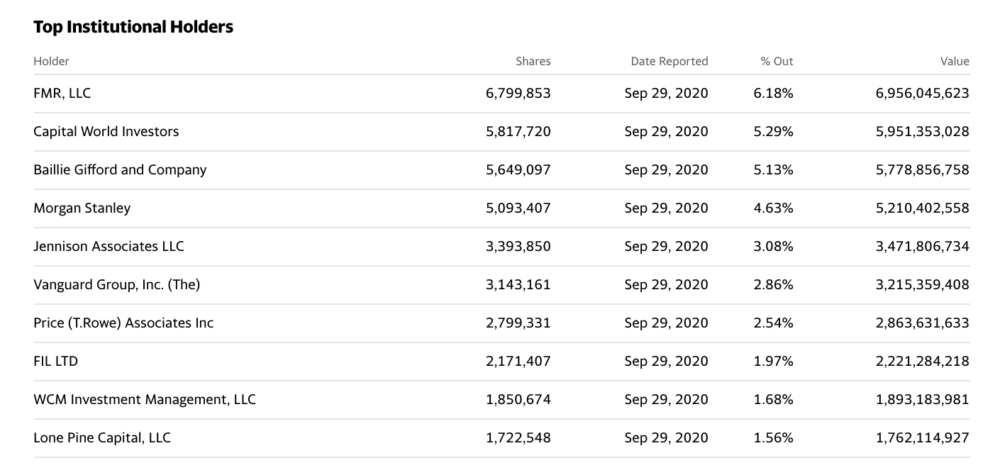 Top Institutional Holders
Holder Shares Date Reported % Out Value
FMR, LLC 6,799,853 Sep 29, 2020 6.18% 6,956,045,623
Capital World Investors 5,817,720 Sep 29, 2020 5.29% 5,951,353,028
Baillie Gifford and Company 5,649,097 Sep 29, 2020 5.13% 5,778,856,758
Morgan Stanley 5,093,407 Sep 29, 2020 4.63% 5,210,402,558
Jennison Associates LLC 3,393,850 Sep 29, 2020 3.08% 3,471,806,734
Vanguard Group, Inc. (The) 3,143,161 Sep 29, 2020 2.86% 3,215,359,408
Price (T.Rowe) Associates Inc 2,799,331 Sep 29, 2020 2.54% 2,863,631,633
FIL LTD 2,171,407 Sep 29, 2020 1.97% 2,221,284,218
WCM Investment Management, LLC 1,850,674 Sep 29, 2020 1.68% 1,893,183,981
Lone Pine Capital, LLC 1,722,548 Sep 29, 2020 1.56% 1,762,114,927